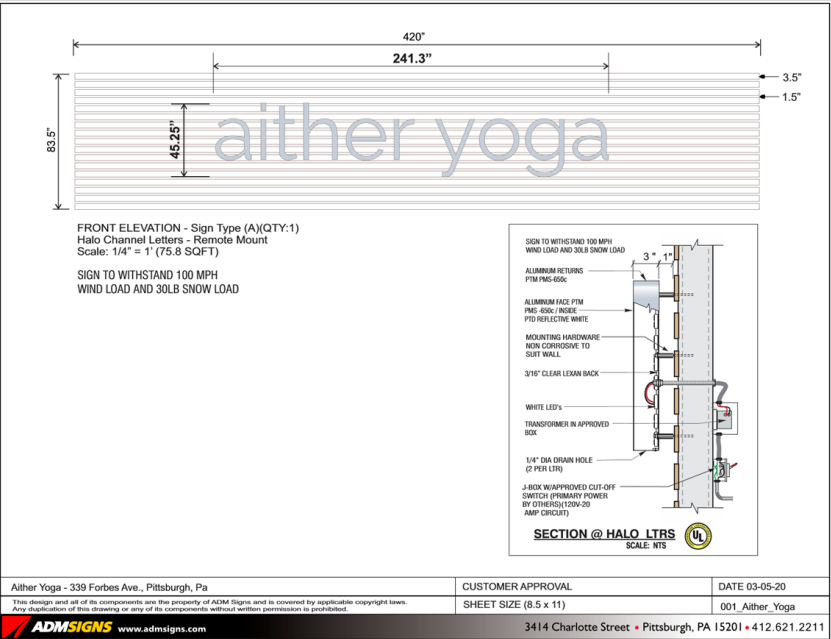 420”
241.3”
3.5”
1.5”
83.5”
45.25”
aither yoga
FRONT ELEVATION - Sign Type (A)(QTY:1)
Halo Channel Letters - Remote Mount
Scale: 1/4” = 1’ (75.8 SQFT)
SIGN TO WITHSTAND 100 MPH
WIND LOAD AND 30LB SNOW LOAD
SIGN TO WITHSTAND 100 MPH
WIND LOAD AND 30LB SNOW LOAD
3 " 1"
ALUMINUM RETURNS
PTM PMS-650c
ALUMINUM FACE PTM
PMS -650c / INSIDE
PTD REFLECTIVE WHITE
MOUNTING HARDWARE
NON CORROSIVE TO
SUIT WALL
3/16" CLEAR LEXAN BACK
WHITE LED's
TRANSFORMER IN APPROVED
BOX
1/4" DIA DRAIN HOLE
(2 PER LTR)
J-BOX W/APPROVED CUT-OFF
SWITCH (PRIMARY POWER
BY OTHERS)(120V-20
AMP CIRCUIT)
SECTION @ HALO LTRS
SCALE: NTS
UL
Aither Yoga - 339 Forbes Ave., Pittsburgh, Pa
CUSTOMER APPROVAL
DATE 03-05-20
This design and all of its components are the property of ADM Signs and is covered by applicable copyright laws.
Any duplication of this drawing or any of its components without written permission is prohibited.
SHEET SIZE (8.5 x 11)
001_Aither_Yoga
ADMSIGNS www.admsigns.com
3414 Charlotte Street • Pittsburgh, PA 15201 • 412.621.2211